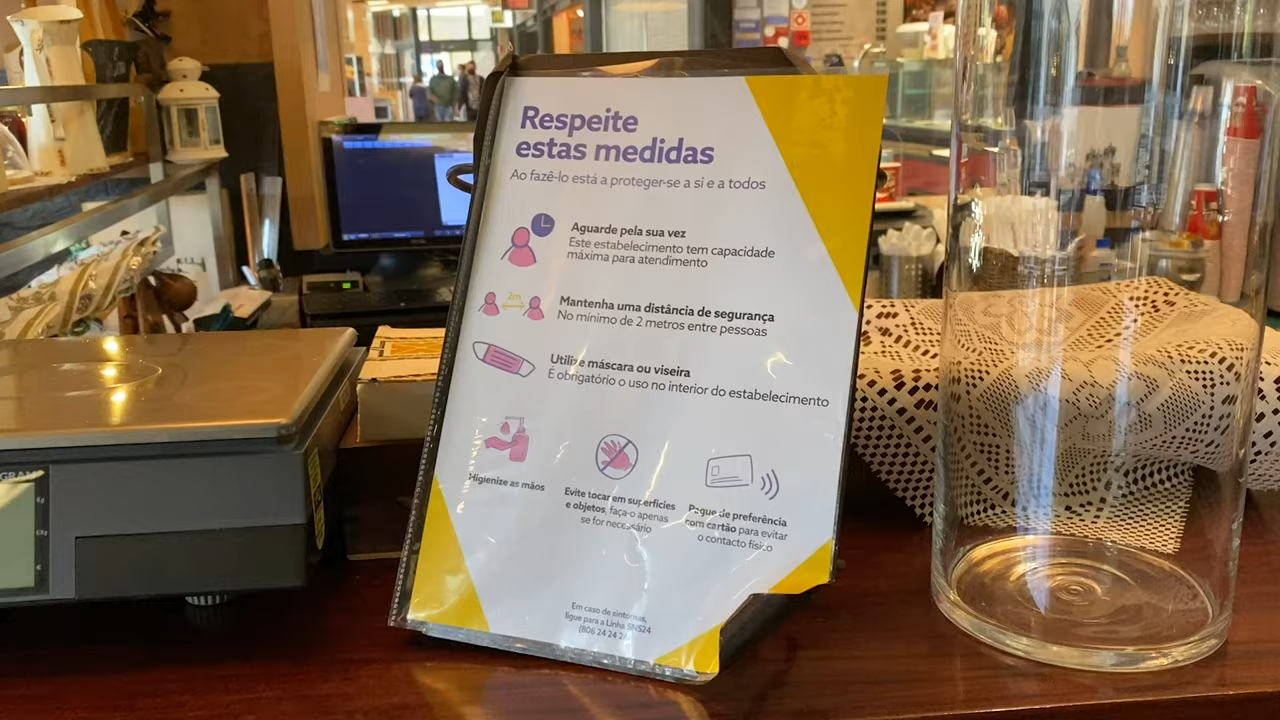 Respeite
estas medidas
Ao fazê-lo está a proteger-se a si e a todos
Aguarde pela sua vez
Este estabelecimento tem capacidade
máxima para atendimento
2m
Mantenha uma distância de segurança
No mínimo de 2 metros entre pessoas
Utilize máscara ou viseira
É obrigatório o uso no interior do estabelecimento
Higienize as mãos
Evite tocar em superfícies
e objetos, faça-o apenas
se for necessário
Pague de preferência
com cartão para evitar
o contacto físico
Em caso de sintomas,
ligue para a Linha SNS24
(808 24 24 24)